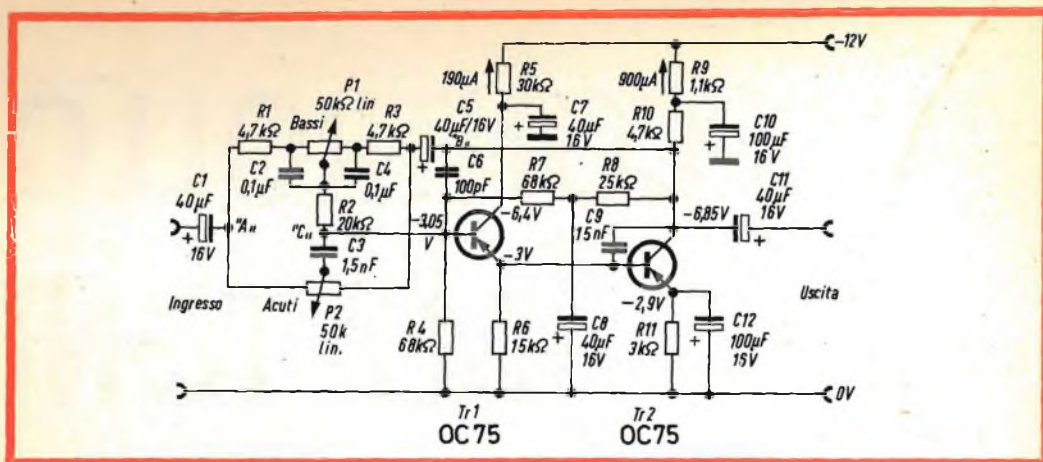 -12V
190µA
R5
30kΩ
900µA
R9
1,1kΩ
P1
50kΩ lin
R1
4,7kΩ
Bassi
R3
4,7kΩ
C5
40µF/16V
"B"
C7
40µF
16V
R10
4,7kΩ
C10
100µF
16V
C2
0,1µF
C4
0,1µF
C6
100pF
R7
68kΩ
R8
25kΩ
C11
40µF
16V
C1
40µF
16V
"A"
R2
20kΩ
"C"
C3
1,5nF
-3,05
V
-6,4V
C9
15nF
-6,85V
-3V
Ingresso
Acuti
P2
50k
lin.
-2,9V
Uscita
R4
68kΩ
R6
15kΩ
C8
40µF
16V
R11
3kΩ
C12
100µF
16V
0V
Tr1
OC75
Tr2
OC75